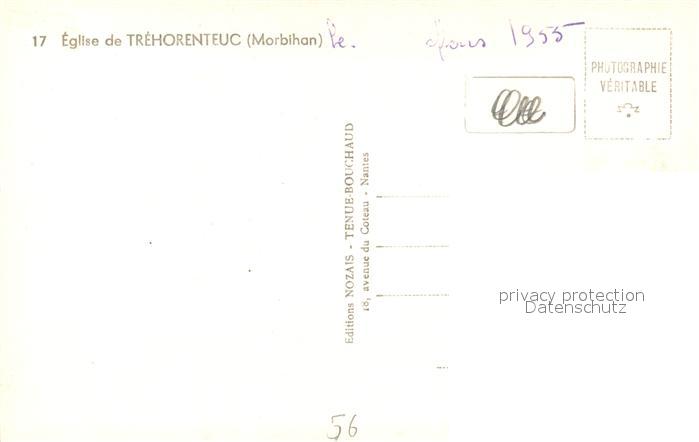 17 Église de TRÉHORENTEUC (Morbihan) Le. 1955
PHOTOGRAPHIE
VÉRITABLE
Editions NOZAIS - TENUE-BOUCHAUD
18, avenue du Coteau - Nantes
privacy protection
Datenschutz
56